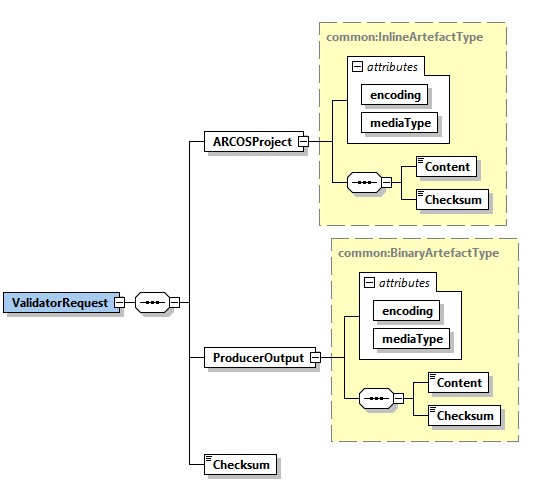 common:InlineArtefactType
attributes
encoding
mediaType
ARCOSProject
Content
Checksum
common:BinaryArtefactType
attributes
encoding
mediaType
ValidatorRequest
ProducerOutput
Content
Checksum
Checksum